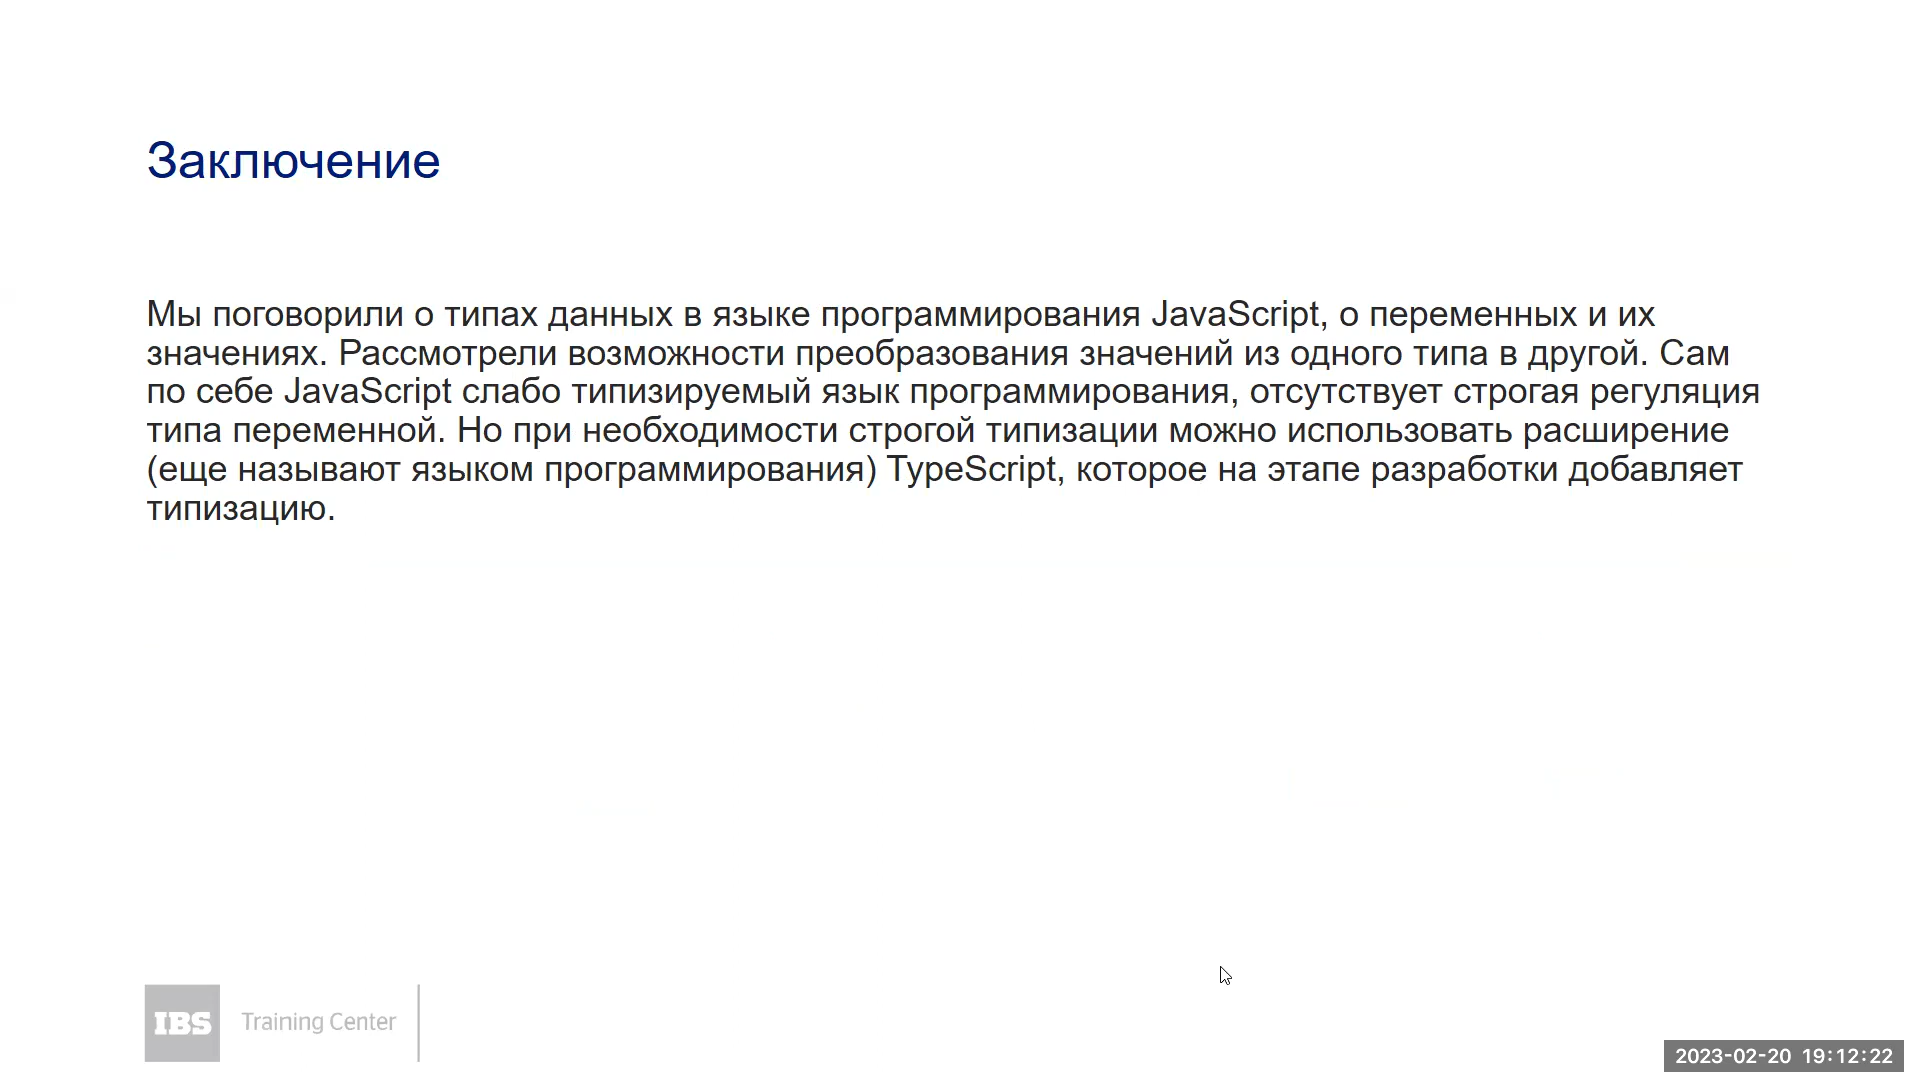 Заключение
Мы поговорили о типах данных в языке программирования JavaScript, о переменных и их
значениях. Рассмотрели возможности преобразования значений из одного типа в другой. Сам
по себе JavaScript слабо типизируемый язык программирования, отсутствует строгая регуляция
типа переменной. Но при необходимости строгой типизации можно использовать расширение
(еще называют языком программирования) TypeScript, которое на этапе разработки добавляет
типизацию.
IBS Training Center
2023-02-20 19:12:22